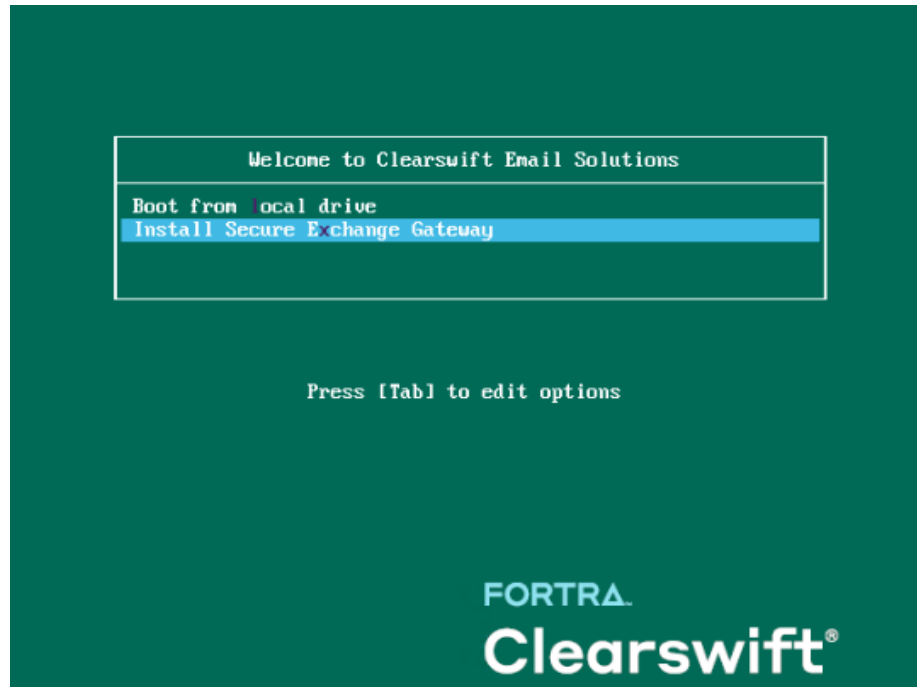 Welcome to Clearswift Email Solutions
Boot from local drive
Install Secure Exchange Gateway
Press [Tab] to edit options
FORTRA™
Clearswift®